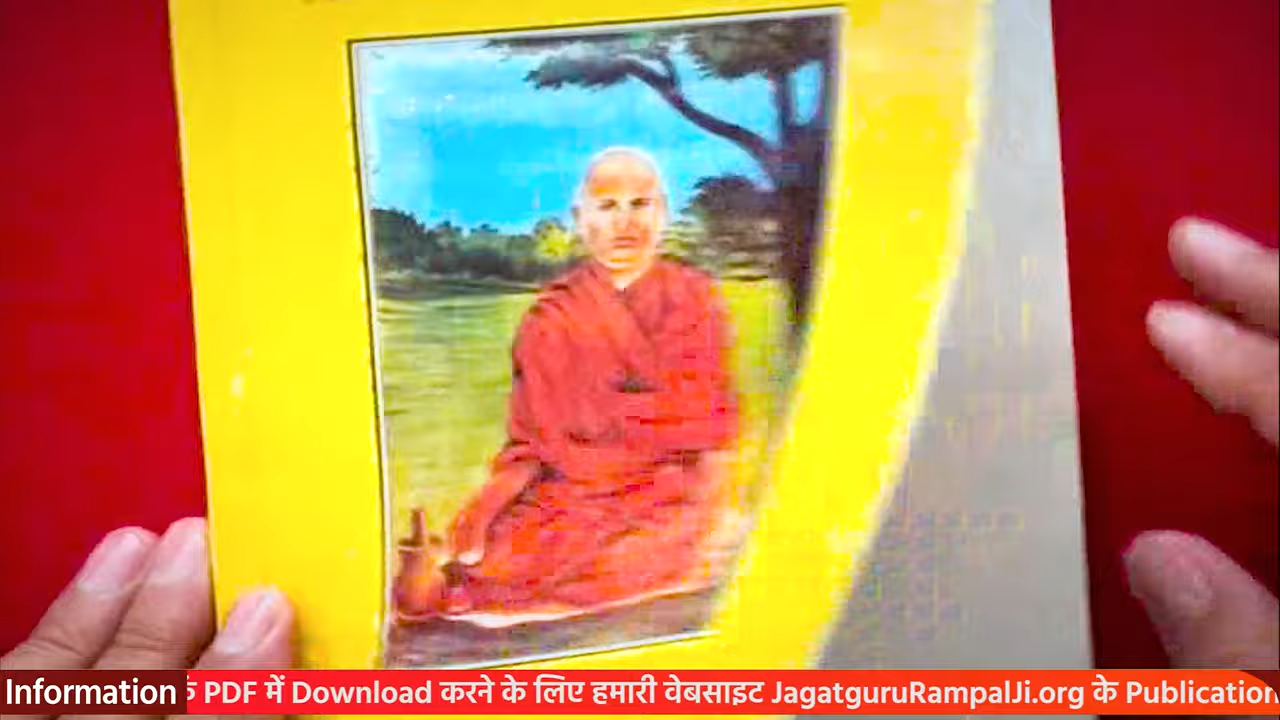 Information PDF में Download करने के लिए हमारी वेबसाइट JagatguruRampalJi.org के Publication